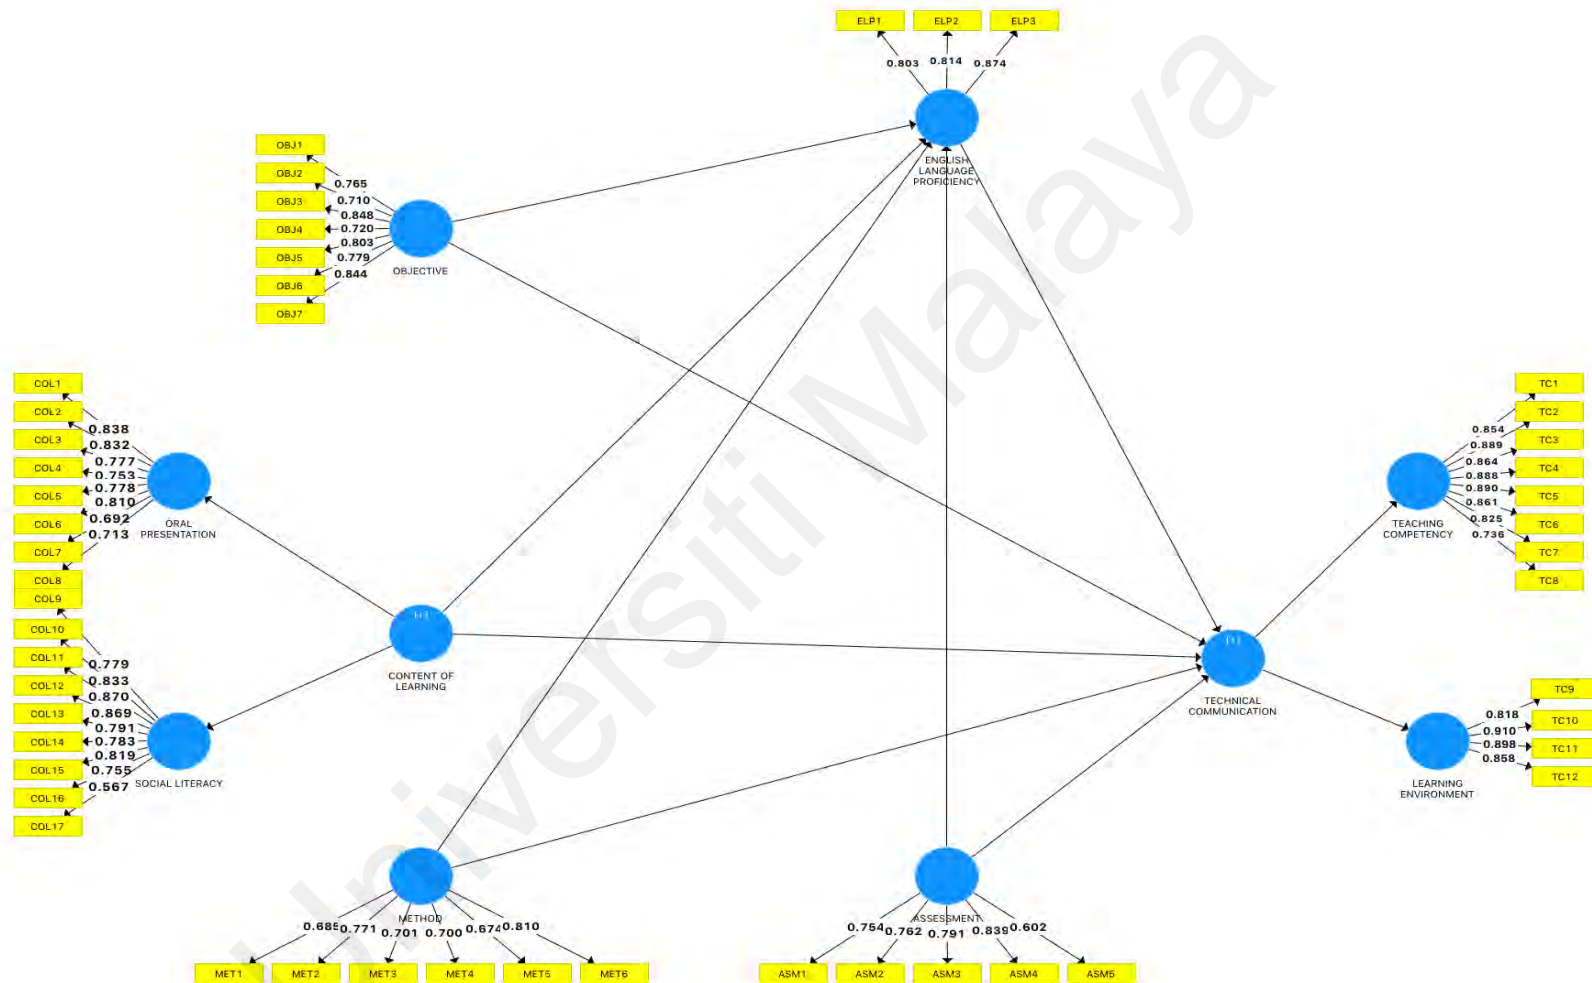 ELP1 ELP2 ELP3
0.803 0.814 0.874
ENGLISH
LANGUAGE
PROFICIENCY
OBJ1
OBJ2
OBJ3
OBJ4
OBJ5
OBJ6
OBJ7
0.765
0.710
0.848
0.720
0.803
0.779
0.844
OBJECTIVE
COL1
COL2
COL3
COL4
COL5
COL6
COL7
COL8
0.838
0.832
0.777
0.753
0.778
0.810
0.692
0.713
ORAL
PRESENTATION
COL9
COL10
COL11
COL12
COL13
COL14
COL15
COL16
COL17
0.779
0.833
0.870
0.869
0.791
0.783
0.819
0.755
0.567
SOCIAL LITERACY
CONTENT OF
LEARNING
TC1
TC2
TC3
TC4
TC5
TC6
TC7
TC8
0.854
0.889
0.864
0.888
0.890
0.861
0.825
0.736
TEACHING
COMPETENCY
TECHNICAL
COMMUNICATION
TC9
TC10
TC11
TC12
0.818
0.910
0.898
0.858
LEARNING
ENVIRONMENT
METHOD
0.685 0.771 0.701 0.700 0.674 0.810
MET1 MET2 MET3 MET4 MET5 MET6
ASSESSMENT
0.754 0.762 0.791 0.839 0.602
ASM1 ASM2 ASM3 ASM4 ASM5
Universiti Malaya